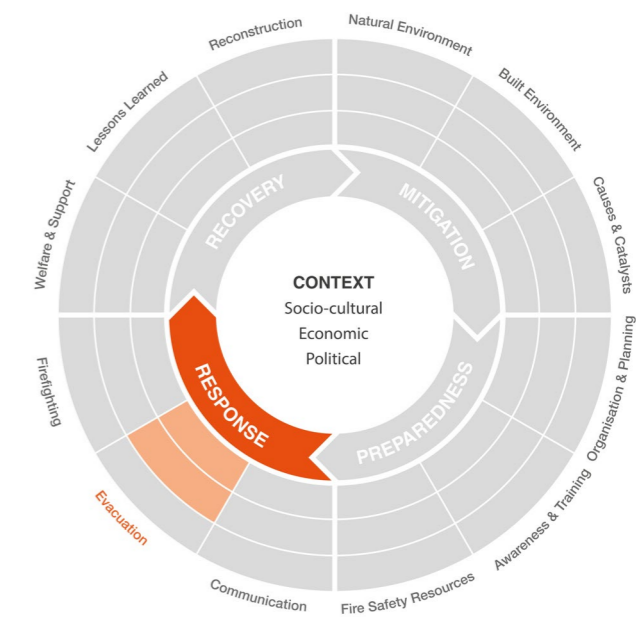 Natural Environment
Built Environment
Causes & Catalysts
Organisation & Planning
Awareness & Training
Fire Safety Resources
Communication
Evacuation
Firefighting
Welfare & Support
Lessons Learned
Reconstruction
MITIGATION
PREPAREDNESS
RESPONSE
RECOVERY
CONTEXT
Socio-cultural
Economic
Political